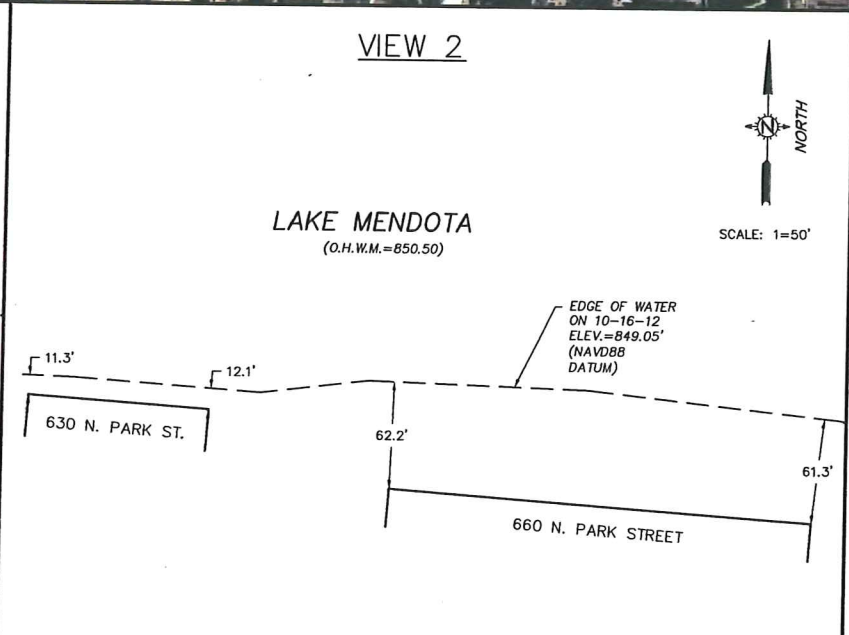 VIEW 2
N
NORTH
SCALE: 1=50'
LAKE MENDOTA
(O.H.W.M.=850.50)
EDGE OF WATER
ON 10-16-12
ELEV.=849.05'
(NAVD88
DATUM)
11.3'
12.1'
630 N. PARK ST.
62.2'
61.3'
660 N. PARK STREET